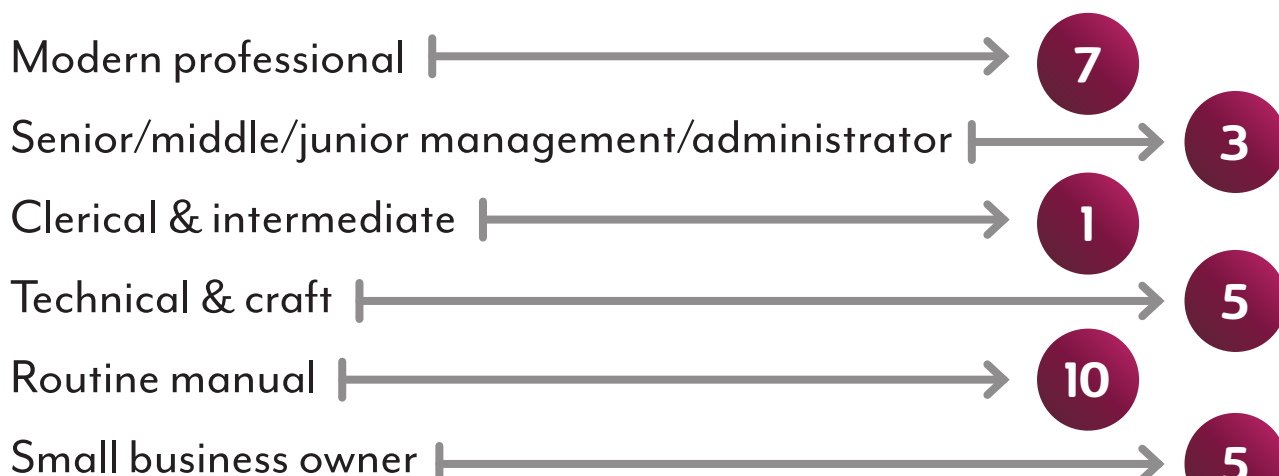 Modern professional 7
Senior/middle/junior management/administrator 3
Clerical & intermediate 1
Technical & craft 5
Routine manual 10
Small business owner 5